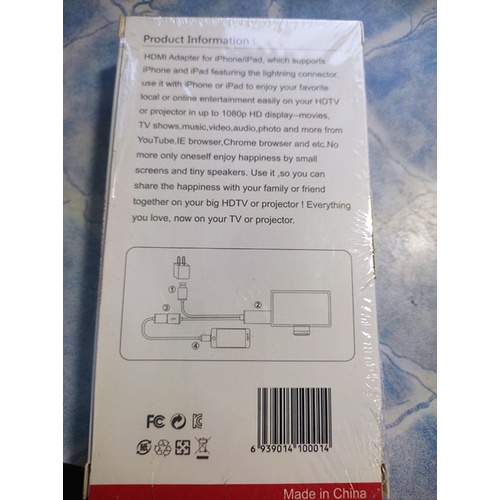 Product Information :
HDMI Adapter for iPhone/iPad, which supports
iPhone and iPad featuring the lightning connector.
use it with iPhone or iPad to enjoy your favorite
local or online entertainment easily on your HDTV
or projector in up to 1080p HD display--movies,
TV shows,music,video,audio,photo and more from
YouTube,IE browser,Chrome browser and etc.No
more only oneself enjoy happiness by small
screens and tiny speakers. Use it ,so you can
share the happiness with your family or friend
together on your big HDTV or projector ! Everything
you love, now on your TV or projector.
①
②
③
④
FC
6 939014 100014
Made in China